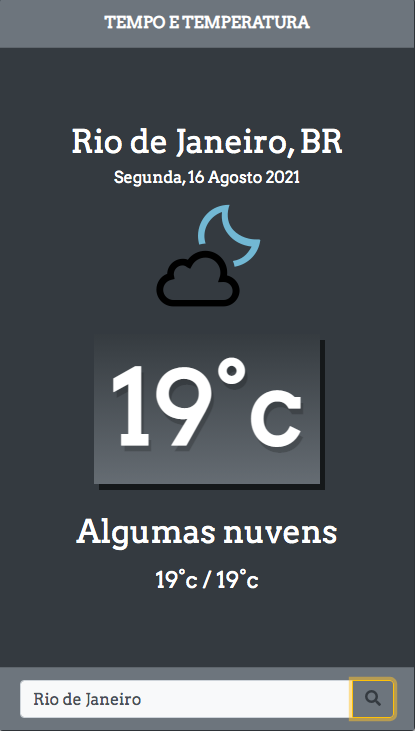 TEMPO E TEMPERATURA
Rio de Janeiro, BR
Segunda, 16 Agosto 2021
19°c
Algumas nuvens
19°c / 19°c
Rio de Janeiro